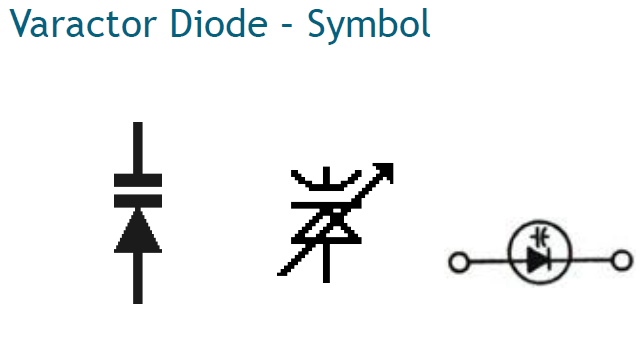 Varactor Diode – Symbol